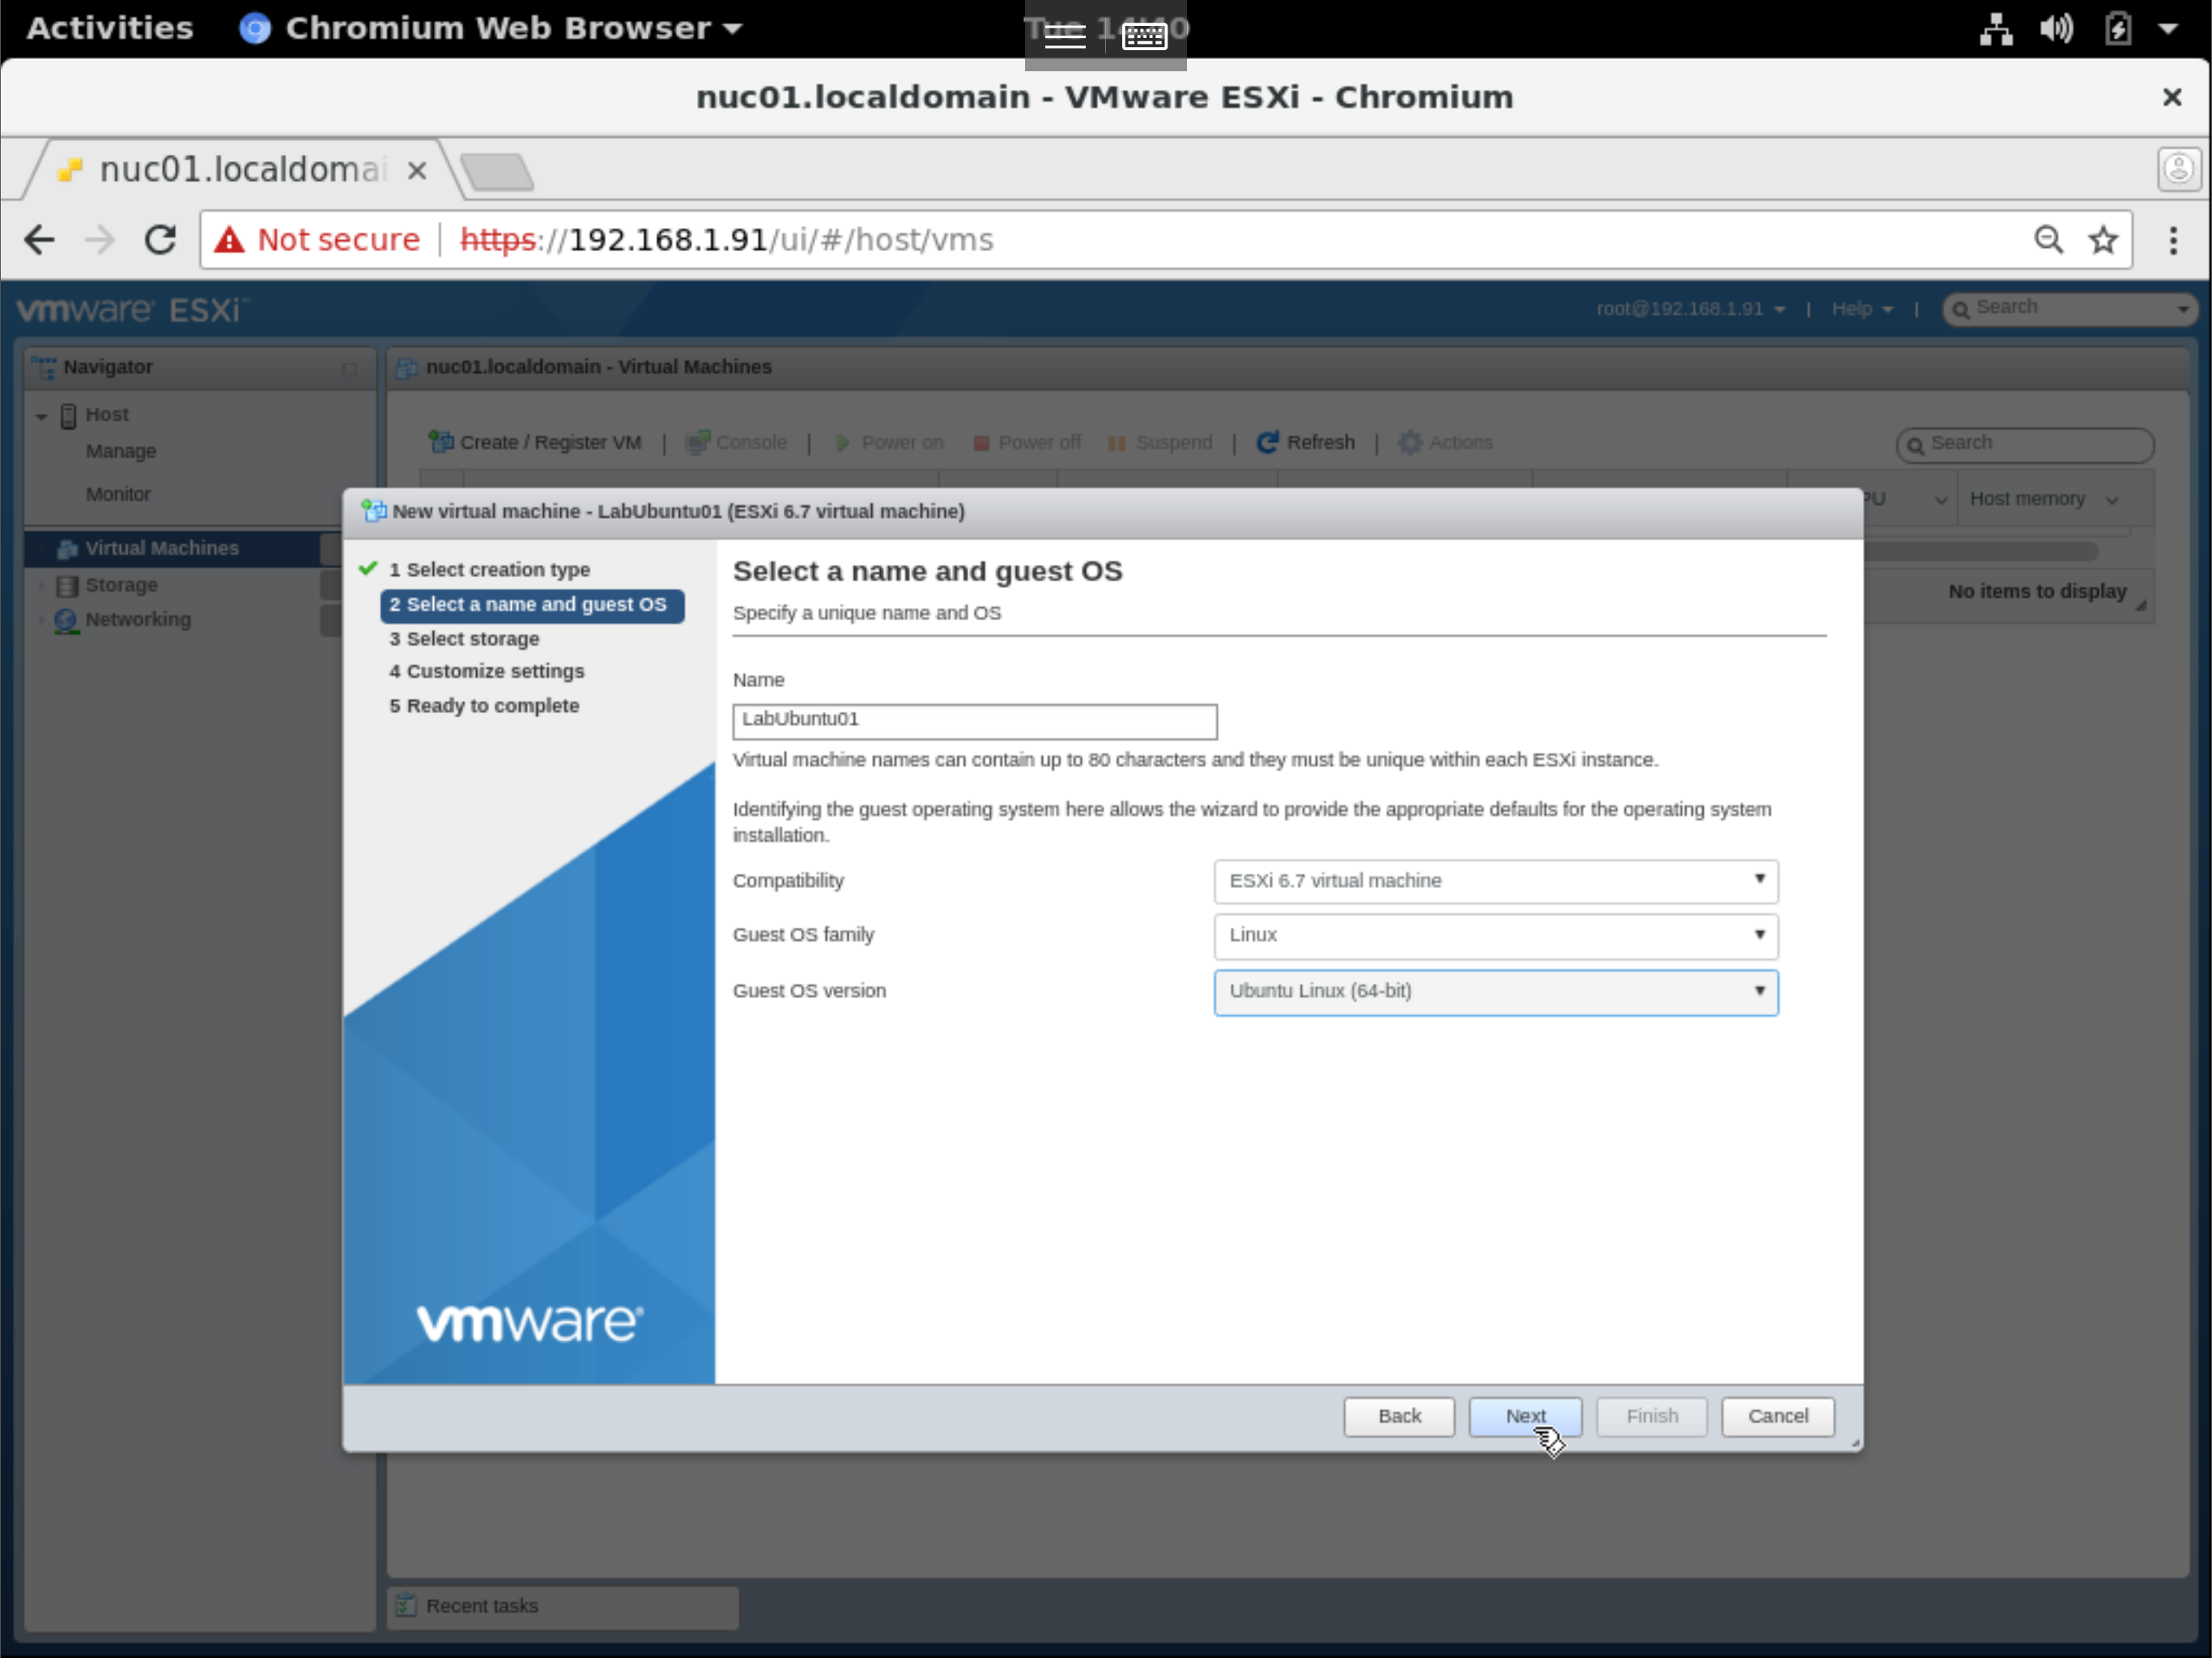 Activities Chromium Web Browser
nuc01.localdomain - VMware ESXi - Chromium
nuc01.localdomai
Not secure https://192.168.1.91/ui/#/host/vms
vmware ESXi™ root@192.168.1.91 | Help | Search
Navigator
nuc01.localdomain - Virtual Machines
Host
Manage
Monitor
Virtual Machines
Storage
Networking
Create / Register VM | Console | Power on Power off Suspend | Refresh | Actions Search
PU Host memory
No items to display
New virtual machine - LabUbuntu01 (ESXi 6.7 virtual machine)
1 Select creation type
2 Select a name and guest OS
3 Select storage
4 Customize settings
5 Ready to complete
vmware®
Select a name and guest OS
Specify a unique name and OS
Name
LabUbuntu01
Virtual machine names can contain up to 80 characters and they must be unique within each ESXi instance.
Identifying the guest operating system here allows the wizard to provide the appropriate defaults for the operating system
installation.
Compatibility ESXi 6.7 virtual machine
Guest OS family Linux
Guest OS version Ubuntu Linux (64-bit)
Back Next Finish Cancel
Recent tasks